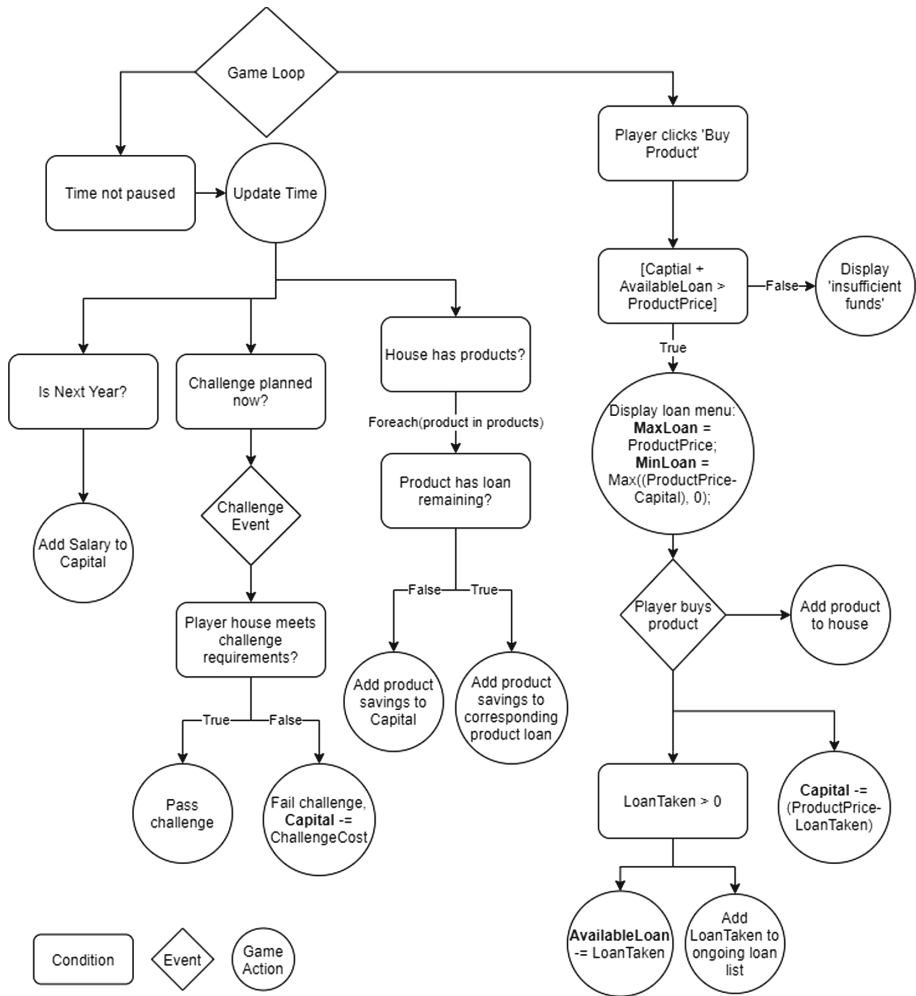 Game Loop
Time not paused
Update Time
Player clicks 'Buy
Product'
[Captial +
AvailableLoan >
ProductPrice]
False
Display
'insufficient
funds'
True
Is Next Year?
Challenge planned
now?
House has products?
Foreach(product in products)
Product has loan
remaining?
Display loan menu:
MaxLoan =
ProductPrice;
MinLoan =
Max((ProductPrice-
Capital), 0);
Challenge
Event
Add Salary to
Capital
False
True
Player house meets
challenge
requirements?
Add product
savings to
Capital
Add product
savings to
corresponding
product loan
Player buys
product
Add product
to house
True
False
Pass
challenge
Fail challenge,
Capital -=
ChallengeCost
LoanTaken > 0
Capital -=
(ProductPrice-
LoanTaken)
AvailableLoan
-= LoanTaken
Add
LoanTaken to
ongoing loan
list
Condition
Event
Game
Action